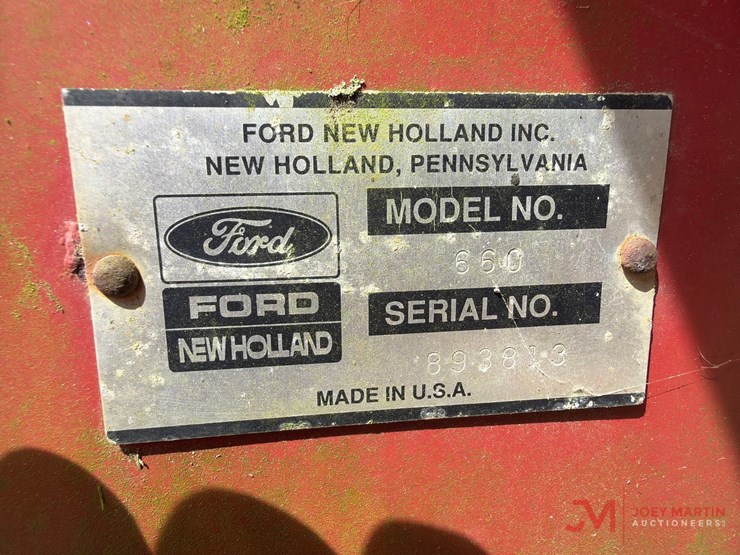 FORD NEW HOLLAND INC.
NEW HOLLAND, PENNSYLVANIA
Ford
FORD
NEW HOLLAND
MODEL NO.
660
SERIAL NO.
893813
MADE IN U.S.A.
JM JOEY MARTIN
AUCTIONEERS